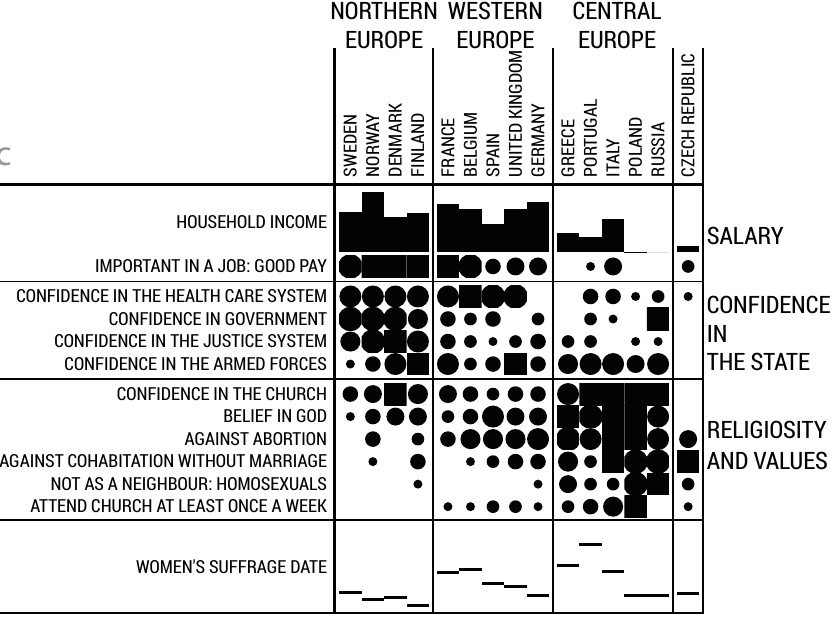 NORTHERN EUROPE
WESTERN EUROPE
CENTRAL EUROPE
SWEDEN
NORWAY
DENMARK
FINLAND
FRANCE
BELGIUM
SPAIN
UNITED KINGDOM
GERMANY
GREECE
PORTUGAL
ITALY
POLAND
RUSSIA
CZECH REPUBLIC
C
HOUSEHOLD INCOME
IMPORTANT IN A JOB: GOOD PAY
SALARY
CONFIDENCE IN THE HEALTH CARE SYSTEM
CONFIDENCE IN GOVERNMENT
CONFIDENCE IN THE JUSTICE SYSTEM
CONFIDENCE IN THE ARMED FORCES
CONFIDENCE
IN
THE STATE
CONFIDENCE IN THE CHURCH
BELIEF IN GOD
AGAINST ABORTION
AGAINST COHABITATION WITHOUT MARRIAGE
NOT AS A NEIGHBOUR: HOMOSEXUALS
ATTEND CHURCH AT LEAST ONCE A WEEK
RELIGIOSITY
AND VALUES
WOMEN'S SUFFRAGE DATE